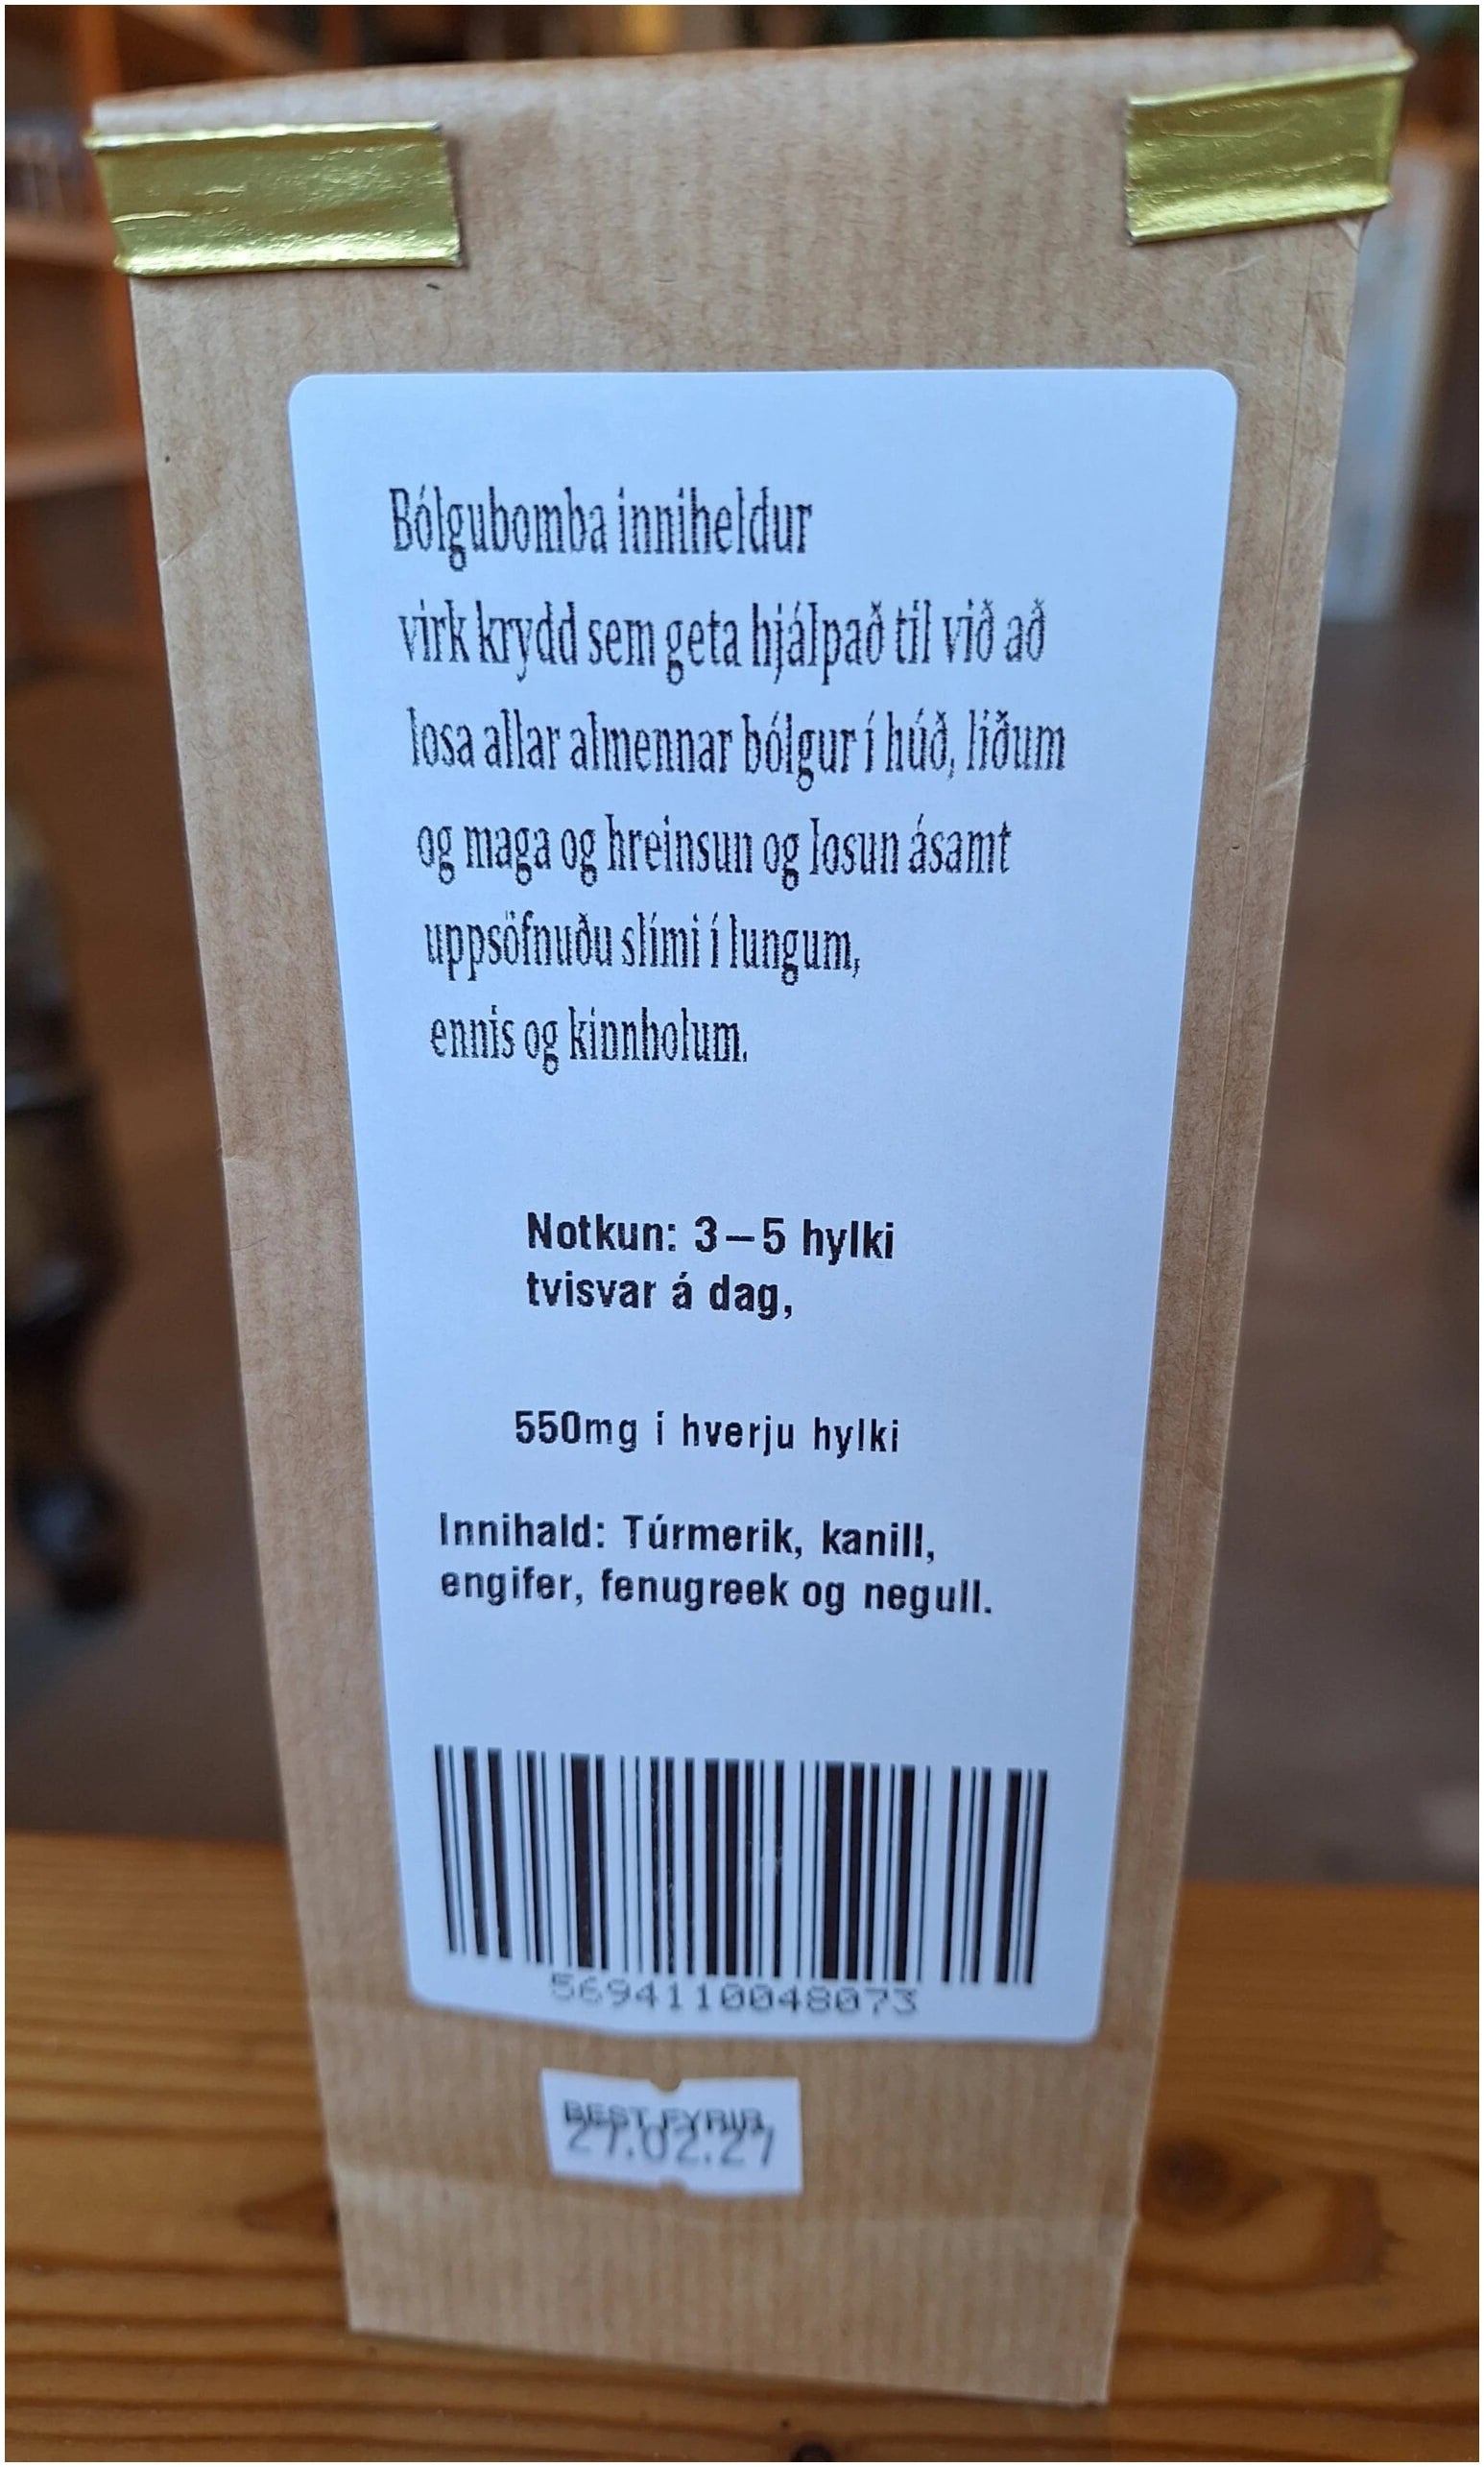 Bólgubomba inniheldur
virk krydd sem geta hjálpað til við að
losa allar almennar bólgur í húð, liðum
og maga og hreinsun og losun ásamt
uppsöfnuðu slími í lungum,
ennis og kinnholum.
Notkun: 3–5 hylki
tvisvar á dag,
550mg í hverju hylki
Innihald: Túrmerik, kanill,
engifer, fenugreek og negull.
5694110048073
BEST FYRIR
27.02.27